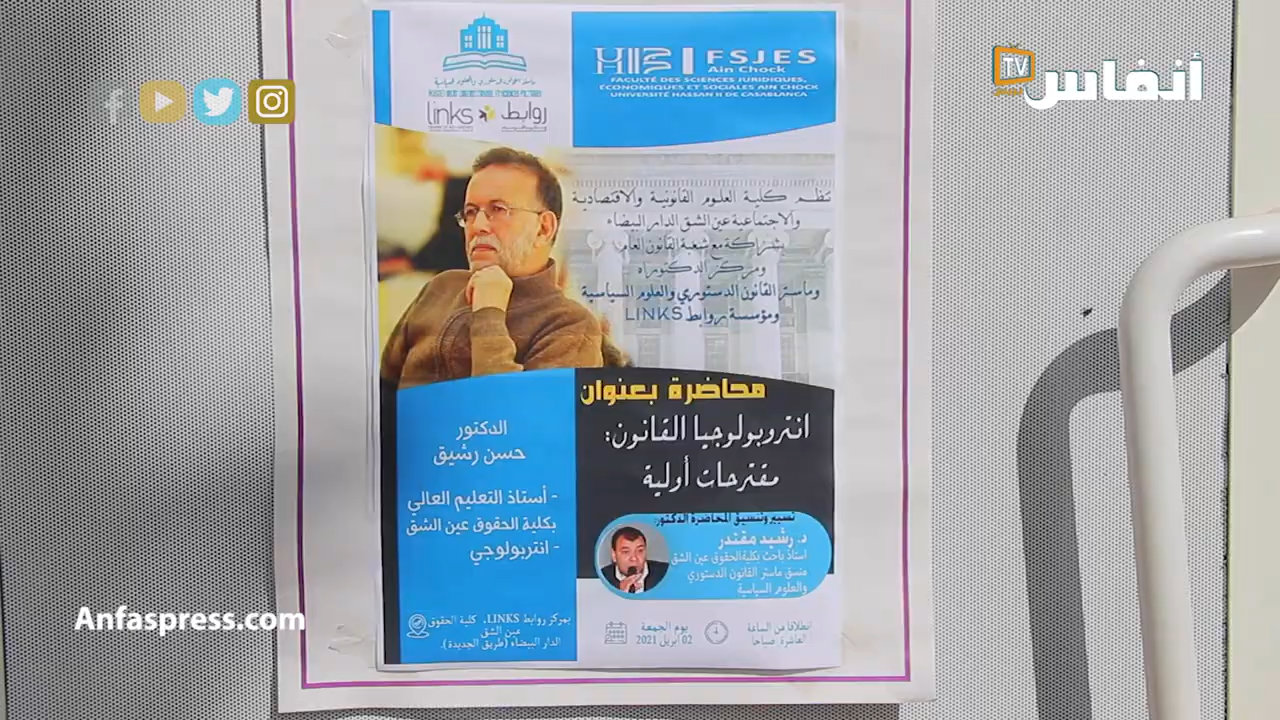 TV
أنفاس
FSJES
Ain Chock
FACULTÉ DES SCIENCES JURIDIQUES,
ÉCONOMIQUES ET SOCIALES AIN CHOCK
UNIVERSITÉ HASSAN II DE CASABLANCA
Links روابط
تنظم كلية العلوم القانونية والاقتصادية
والاجتماعية عين الشق الدار البيضاء
بشراكة مع شعبة القانون العام
ومركز الدكتوراه
وماستر القانون الدستوري والعلوم السياسية
ومؤسسة روابط LINKS
محاضرة بعنوان
انتروبولوجيا القانون:
مقترحات أولية
الدكتور
حسن رشيق
- أستاذ التعليم العالي
بكلية الحقوق عين الشق
- انتربولوجي
تسيير وتنسيق المحاضرة الدكتور:
د. رشيد مقتدر
أستاذ باحث بكلية الحقوق عين الشق
منسق ماستر القانون الدستوري
والعلوم السياسية
انطلاقا من الساعة
العاشرة صباحا
يوم الجمعة
02 أبريل 2021
بمركز روابط LINKS، كلية الحقوق
عين الشق
الدار البيضاء (طريق الجديدة).
Anfaspress.com